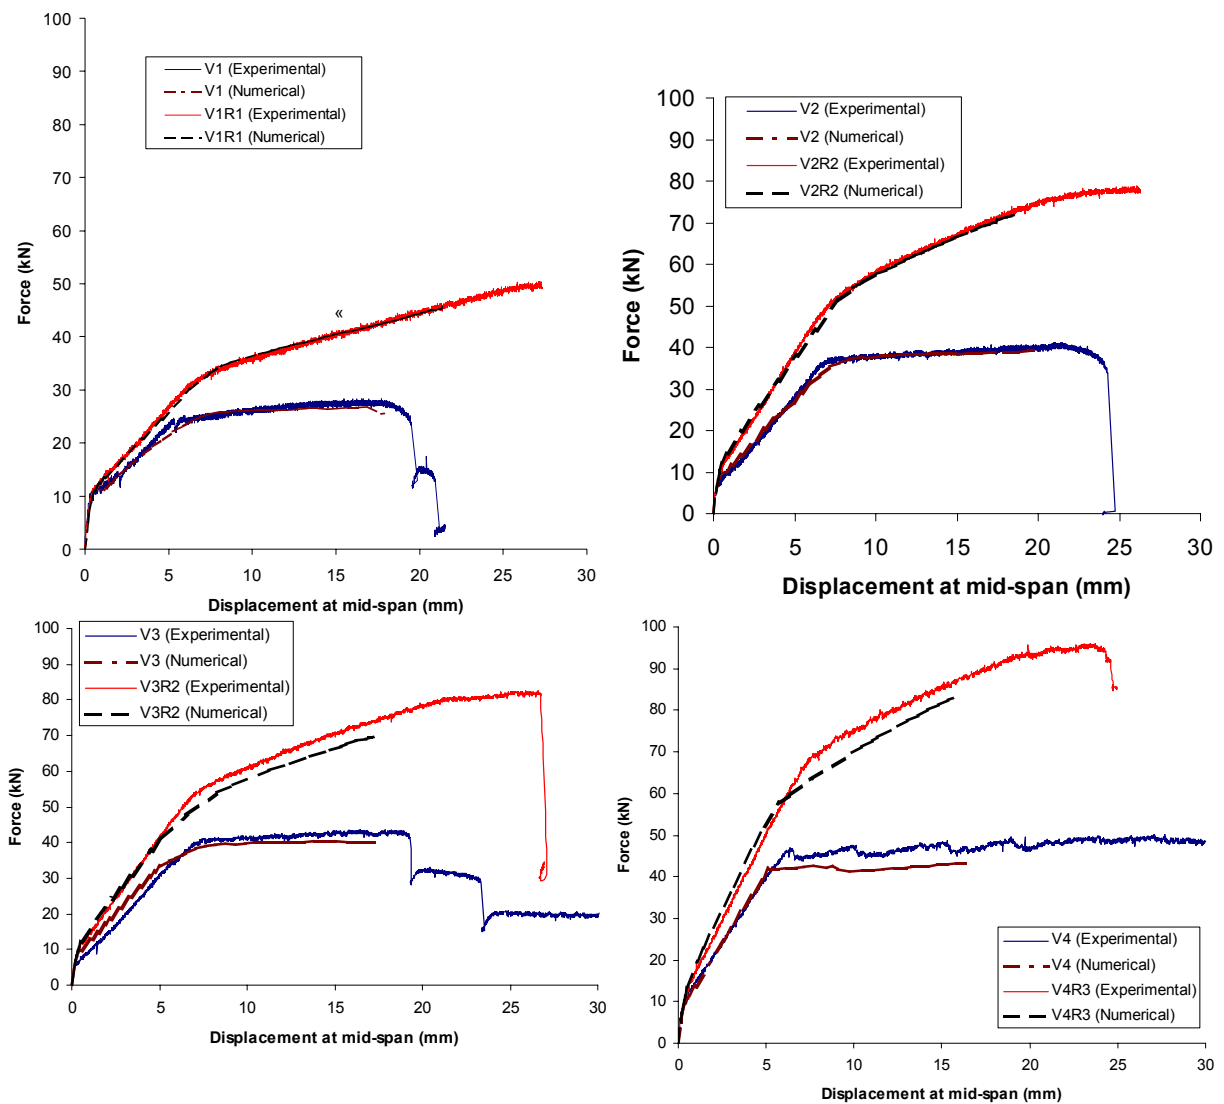 100
90
80
70
60
50
40
30
20
10
0
Force (kN)
V1 (Experimental)
V1 (Numerical)
V1R1 (Experimental)
V1R1 (Numerical)
«
0 5 10 15 20 25 30
Displacement at mid-span (mm)
100
90
80
70
60
50
40
30
20
10
0
Force (kN)
V2 (Experimental)
V2 (Numerical)
V2R2 (Experimental)
V2R2 (Numerical)
0 5 10 15 20 25 30
Displacement at mid-span (mm)
100
90
80
70
60
50
40
30
20
10
0
Force (kN)
V3 (Experimental)
V3 (Numerical)
V3R2 (Experimental)
V3R2 (Numerical)
0 5 10 15 20 25 30
Displacement at mid-span (mm)
100
90
80
70
60
50
40
30
20
10
0
Force (kN)
V4 (Experimental)
V4 (Numerical)
V4R3 (Experimental)
V4R3 (Numerical)
0 5 10 15 20 25 30
Displacement at mid-span (mm)